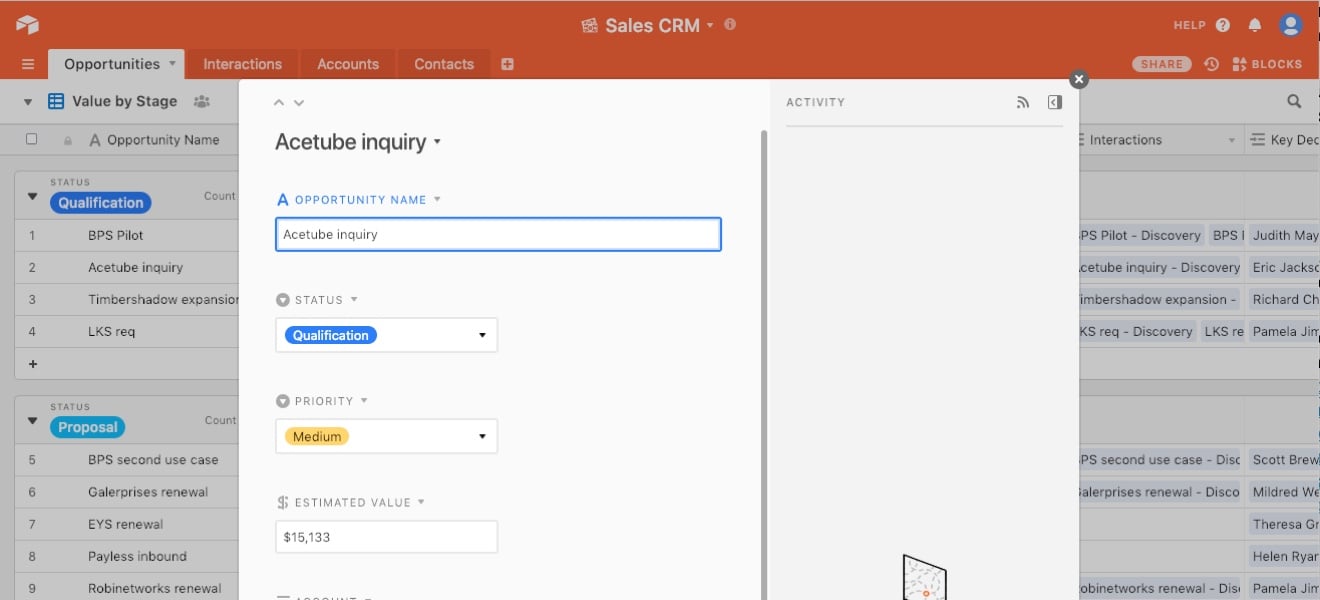 Sales CRM
HELP
Opportunities
Interactions
Accounts
Contacts
SHARE
BLOCKS
Value by Stage
Opportunity Name
STATUS
Qualification
Count
1 BPS Pilot
2 Acetube inquiry
3 Timbershadow expansion
4 LKS req
+
STATUS
Proposal
Count
5 BPS second use case
6 Galerprises renewal
7 EYS renewal
8 Payless inbound
9 Robinetworks renewal
Acetube inquiry
OPPORTUNITY NAME
Acetube inquiry
STATUS
Qualification
PRIORITY
Medium
ESTIMATED VALUE
$15,133
ACCOUNT
ACTIVITY
Interactions
Key Dec
BPS Pilot - Discovery BPS Judith May
Acetube inquiry - Discovery Eric Jackso
Timbershadow expansion - Richard Ch
LKS req - Discovery LKS re Pamela Jim
BPS second use case - Disc Scott Brew
Galerprises renewal - Disco Mildred We
Theresa Gr
Helen Ryar
Robinetworks renewal - Dis Pamela Jim